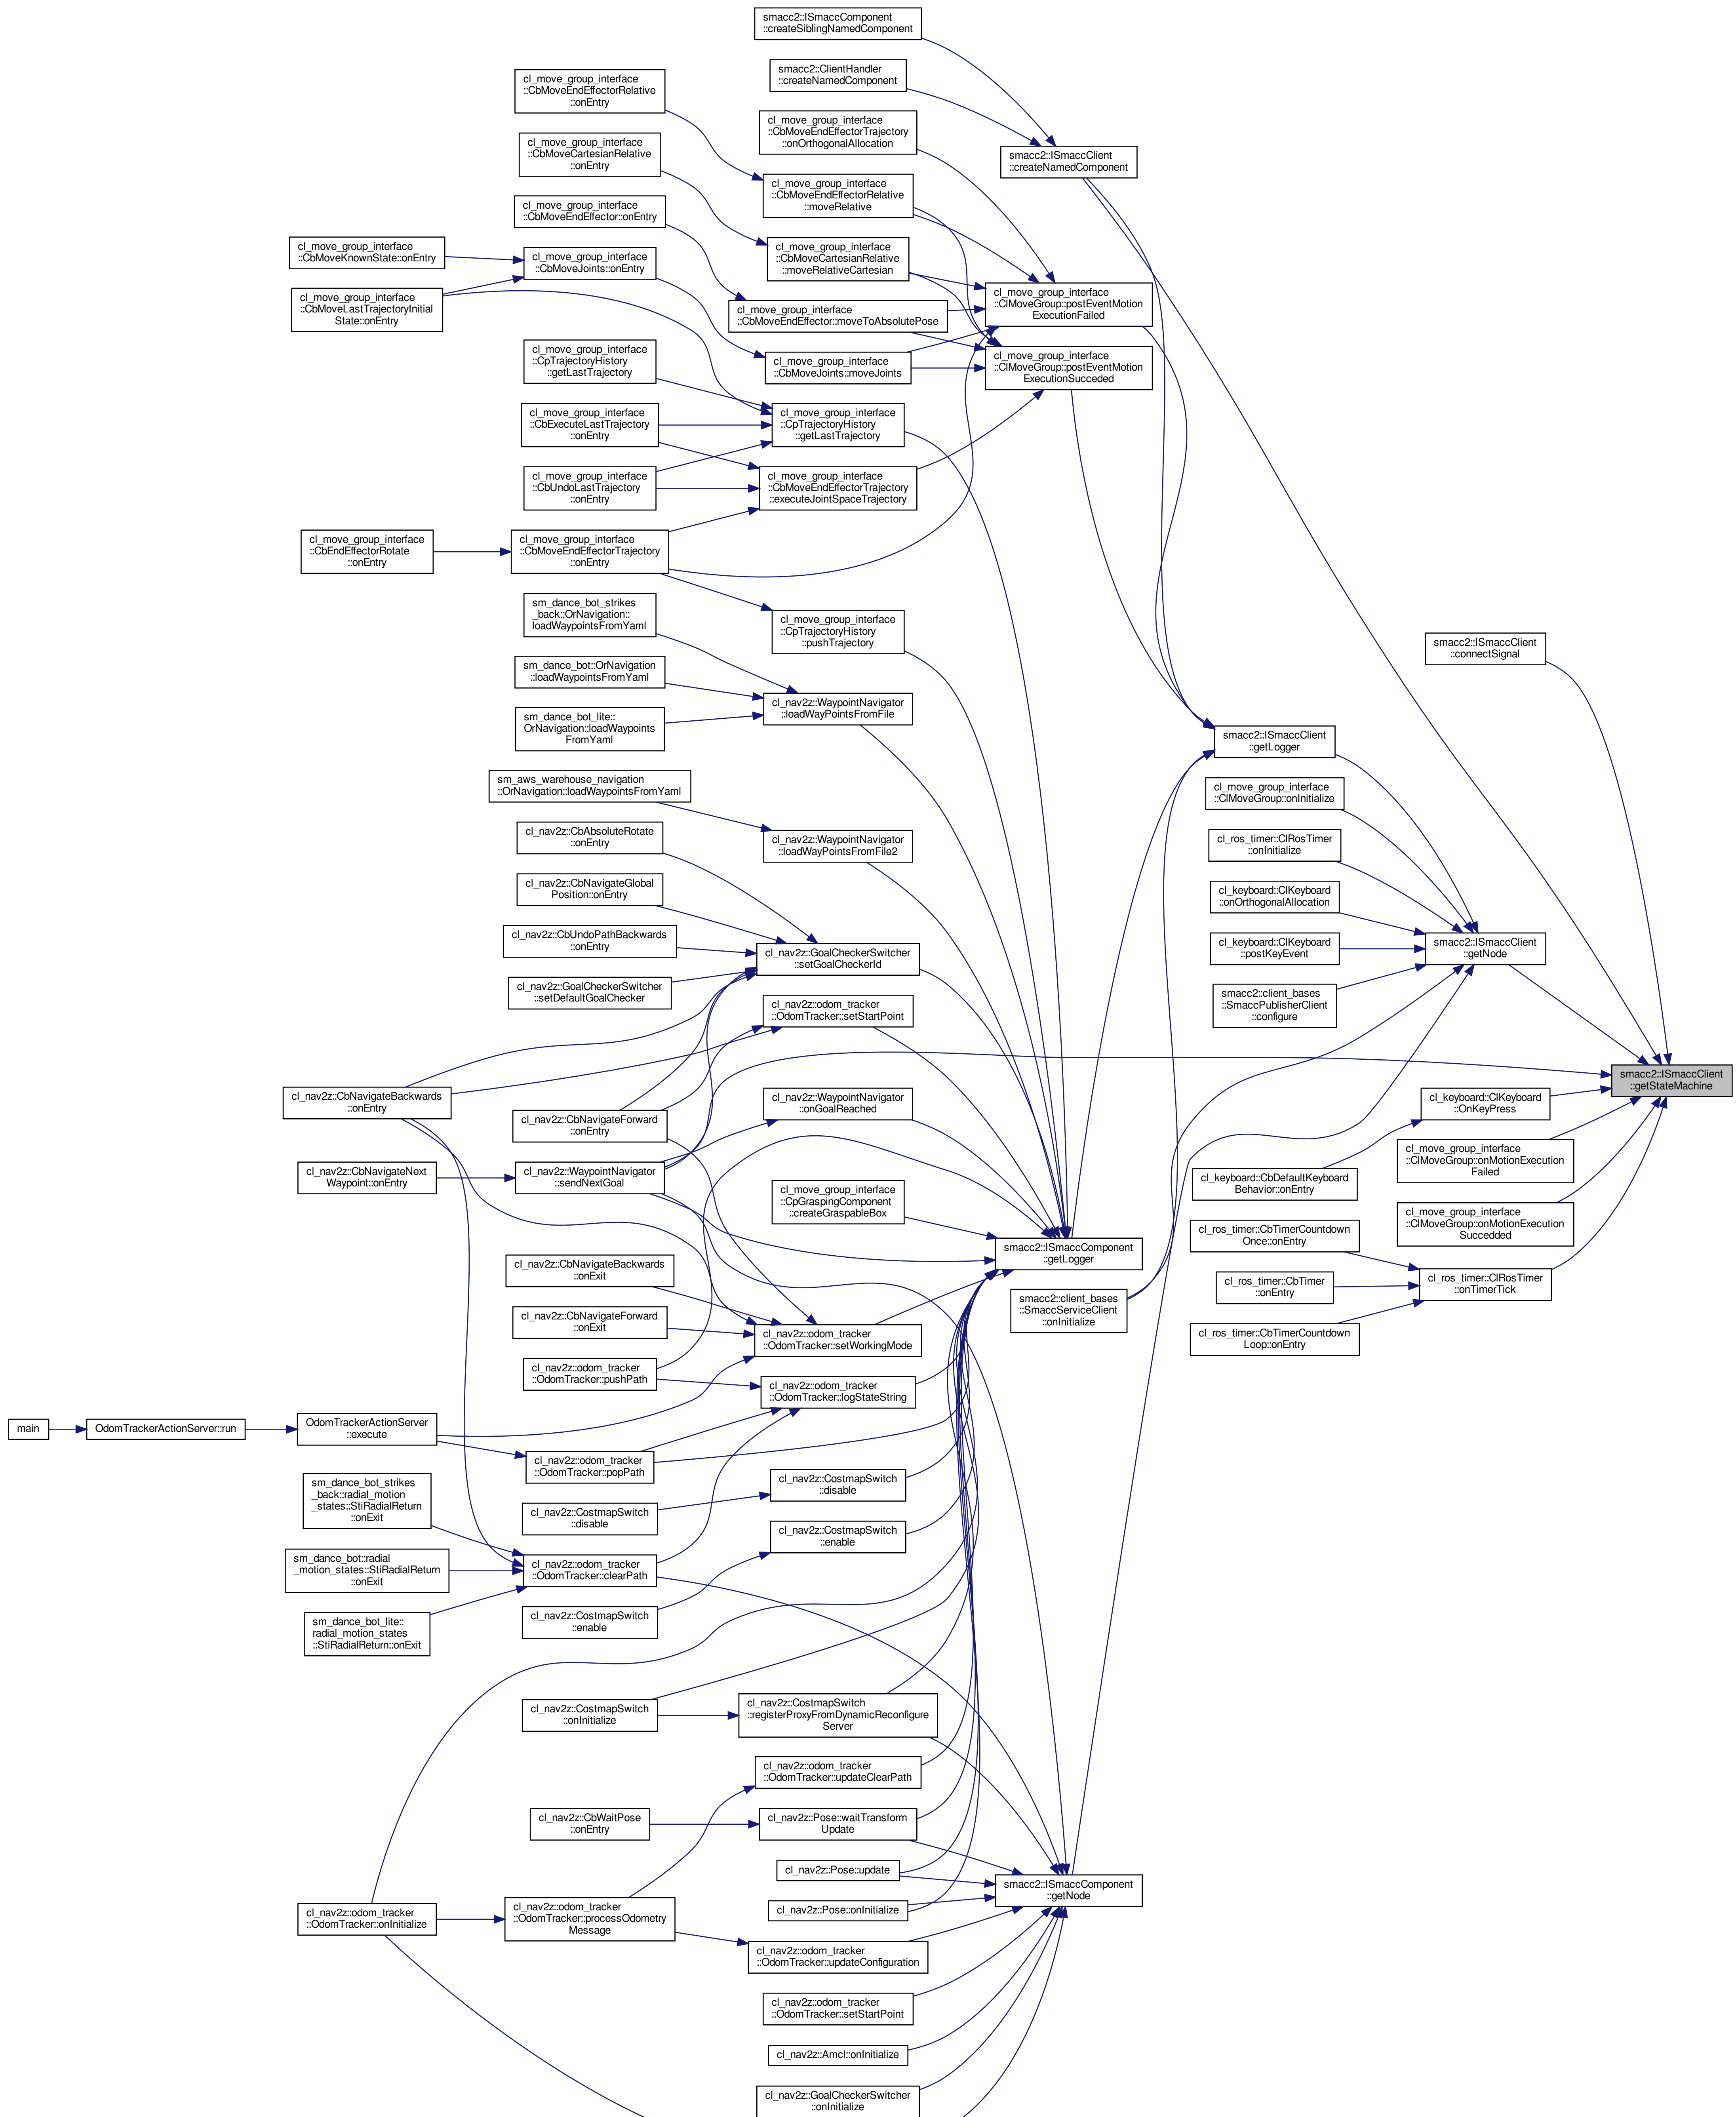 smacc2::ISmaccComponent
::createSiblingNamedComponent
smacc2::ClientHandler
::createNamedComponent
cl_move_group_interface
::CbMoveEndEffectorRelative
::onEntry
cl_move_group_interface
::CbMoveEndEffectorTrajectory
::onOrthogonalAllocation
cl_move_group_interface
::CbMoveCartesianRelative
::onEntry
smacc2::ISmaccClient
::createNamedComponent
cl_move_group_interface
::CbMoveEndEffectorRelative
::moveRelative
cl_move_group_interface
::CbMoveEndEffector::onEntry
cl_move_group_interface
::CbMoveCartesianRelative
::moveRelativeCartesian
cl_move_group_interface
::CbMoveKnownState::onEntry
cl_move_group_interface
::CbMoveJoints::onEntry
cl_move_group_interface
::ClMoveGroup::postEventMotion
ExecutionFailed
cl_move_group_interface
::CbMoveLastTrajectoryInitial
State::onEntry
cl_move_group_interface
::CbMoveEndEffector::moveToAbsolutePose
cl_move_group_interface
::CpTrajectoryHistory
::getLastTrajectory
cl_move_group_interface
::CbMoveJoints::moveJoints
cl_move_group_interface
::ClMoveGroup::postEventMotion
ExecutionSucceded
cl_move_group_interface
::CbExecuteLastTrajectory
::onEntry
cl_move_group_interface
::CpTrajectoryHistory
::getLastTrajectory
cl_move_group_interface
::CbUndoLastTrajectory
::onEntry
cl_move_group_interface
::CbMoveEndEffectorTrajectory
::executeJointSpaceTrajectory
cl_move_group_interface
::CbEndEffectorRotate
::onEntry
cl_move_group_interface
::CbMoveEndEffectorTrajectory
::onEntry
sm_dance_bot_strikes
_back::OrNavigation::
loadWaypointsFromYaml
cl_move_group_interface
::CpTrajectoryHistory
::pushTrajectory
smacc2::ISmaccClient
::connectSignal
sm_dance_bot::OrNavigation
::loadWaypointsFromYaml
cl_nav2z::WaypointNavigator
::loadWayPointsFromFile
sm_dance_bot_lite::
OrNavigation::loadWaypoints
FromYaml
smacc2::ISmaccClient
::getLogger
sm_aws_warehouse_navigation
::OrNavigation::loadWaypointsFromYaml
cl_move_group_interface
::ClMoveGroup::onInitialize
cl_nav2z::CbAbsoluteRotate
::onEntry
cl_nav2z::WaypointNavigator
::loadWayPointsFromFile2
cl_ros_timer::ClRosTimer
::onInitialize
cl_nav2z::CbNavigateGlobal
Position::onEntry
cl_keyboard::ClKeyboard
::onOrthogonalAllocation
cl_nav2z::CbUndoPathBackwards
::onEntry
cl_nav2z::GoalCheckerSwitcher
::setGoalCheckerId
cl_keyboard::ClKeyboard
::postKeyEvent
smacc2::ISmaccClient
::getNode
cl_nav2z::GoalCheckerSwitcher
::setDefaultGoalChecker
smacc2::client_bases
::SmaccPublisherClient
::configure
cl_nav2z::odom_tracker
::OdomTracker::setStartPoint
smacc2::ISmaccClient
::getStateMachine
cl_nav2z::CbNavigateBackwards
::onEntry
cl_nav2z::CbNavigateForward
::onEntry
cl_nav2z::WaypointNavigator
::onGoalReached
cl_keyboard::ClKeyboard
::OnKeyPress
cl_move_group_interface
::ClMoveGroup::onMotionExecution
Failed
cl_nav2z::CbNavigateNext
Waypoint::onEntry
cl_nav2z::WaypointNavigator
::sendNextGoal
cl_keyboard::CbDefaultKeyboard
Behavior::onEntry
cl_move_group_interface
::CpGraspingComponent
::createGraspableBox
cl_move_group_interface
::ClMoveGroup::onMotionExecution
Succedded
cl_ros_timer::CbTimerCountdown
Once::onEntry
smacc2::ISmaccComponent
::getLogger
cl_nav2z::CbNavigateBackwards
::onExit
cl_ros_timer::CbTimer
::onEntry
cl_ros_timer::ClRosTimer
::onTimerTick
smacc2::client_bases
::SmaccServiceClient
::onInitialize
cl_nav2z::CbNavigateForward
::onExit
cl_nav2z::odom_tracker
::OdomTracker::setWorkingMode
cl_ros_timer::CbTimerCountdown
Loop::onEntry
cl_nav2z::odom_tracker
::OdomTracker::pushPath
cl_nav2z::odom_tracker
::OdomTracker::logStateString
main
OdomTrackerActionServer::run
OdomTrackerActionServer
::execute
cl_nav2z::odom_tracker
::OdomTracker::popPath
sm_dance_bot_strikes
_back::radial_motion
_states::StiRadialReturn
::onExit
cl_nav2z::CostmapSwitch
::disable
cl_nav2z::CostmapSwitch
::disable
cl_nav2z::CostmapSwitch
::enable
sm_dance_bot::radial
_motion_states::StiRadialReturn
::onExit
cl_nav2z::odom_tracker
::OdomTracker::clearPath
sm_dance_bot_lite::
radial_motion_states
::StiRadialReturn::onExit
cl_nav2z::CostmapSwitch
::enable
cl_nav2z::CostmapSwitch
::onInitialize
cl_nav2z::CostmapSwitch
::registerProxyFromDynamicReconfigure
Server
cl_nav2z::odom_tracker
::OdomTracker::updateClearPath
cl_nav2z::CbWaitPose
::onEntry
cl_nav2z::Pose::waitTransform
Update
cl_nav2z::Pose::update
smacc2::ISmaccComponent
::getNode
cl_nav2z::odom_tracker
::OdomTracker::onInitialize
cl_nav2z::odom_tracker
::OdomTracker::processOdometry
Message
cl_nav2z::Pose::onInitialize
cl_nav2z::odom_tracker
::OdomTracker::updateConfiguration
cl_nav2z::odom_tracker
::OdomTracker::setStartPoint
cl_nav2z::Amcl::onInitialize
cl_nav2z::GoalCheckerSwitcher
::onInitialize